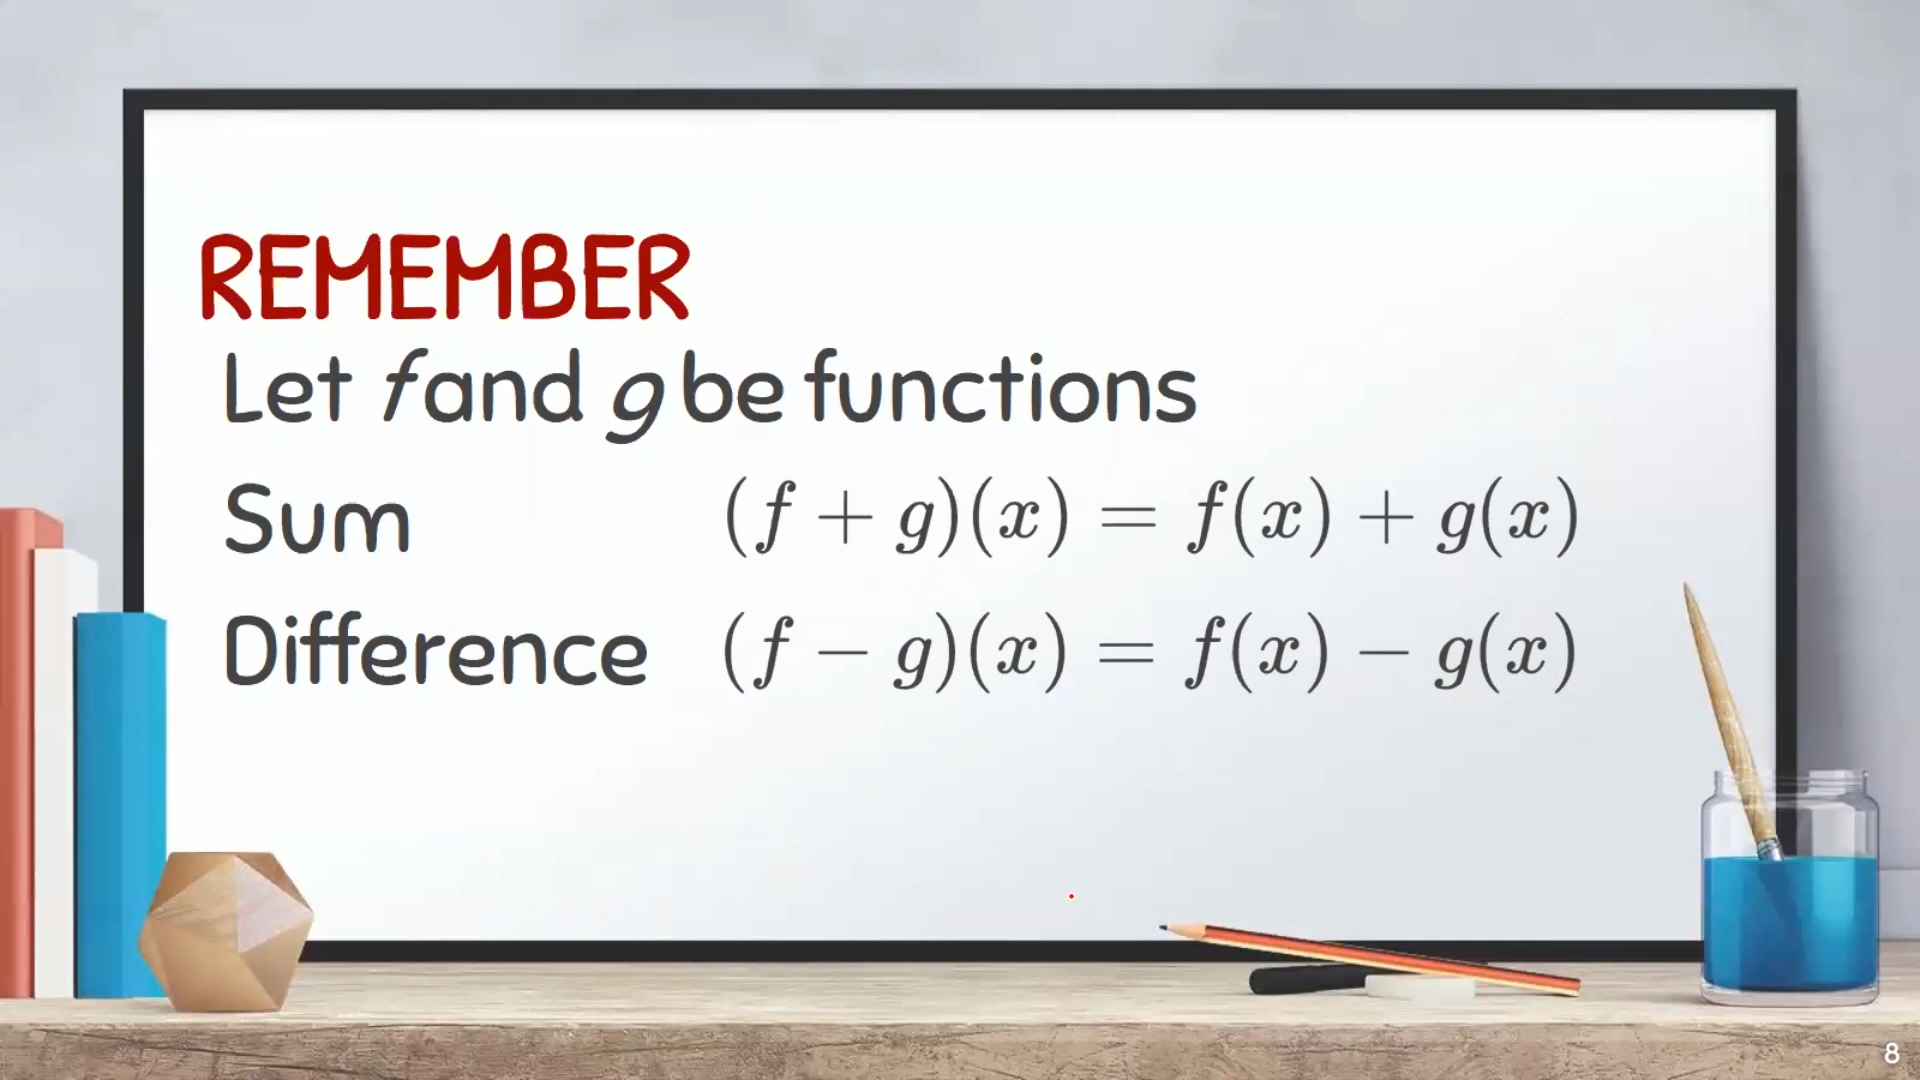 REMEMBER
Let f and g be functions
Sum (f + g)(x) = f(x) + g(x)
Difference (f − g)(x) = f(x) − g(x)
8